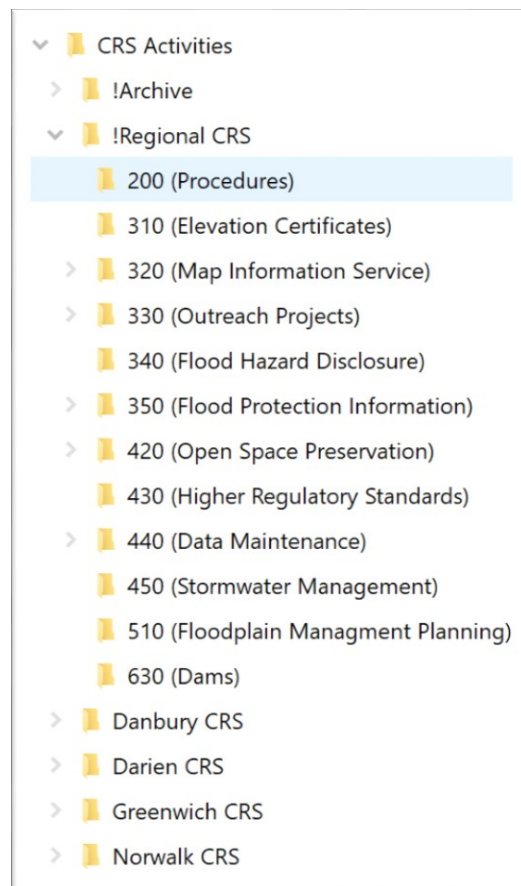 CRS Activities
!Archive
!Regional CRS
200 (Procedures)
310 (Elevation Certificates)
320 (Map Information Service)
330 (Outreach Projects)
340 (Flood Hazard Disclosure)
350 (Flood Protection Information)
420 (Open Space Preservation)
430 (Higher Regulatory Standards)
440 (Data Maintenance)
450 (Stormwater Management)
510 (Floodplain Managment Planning)
630 (Dams)
Danbury CRS
Darien CRS
Greenwich CRS
Norwalk CRS